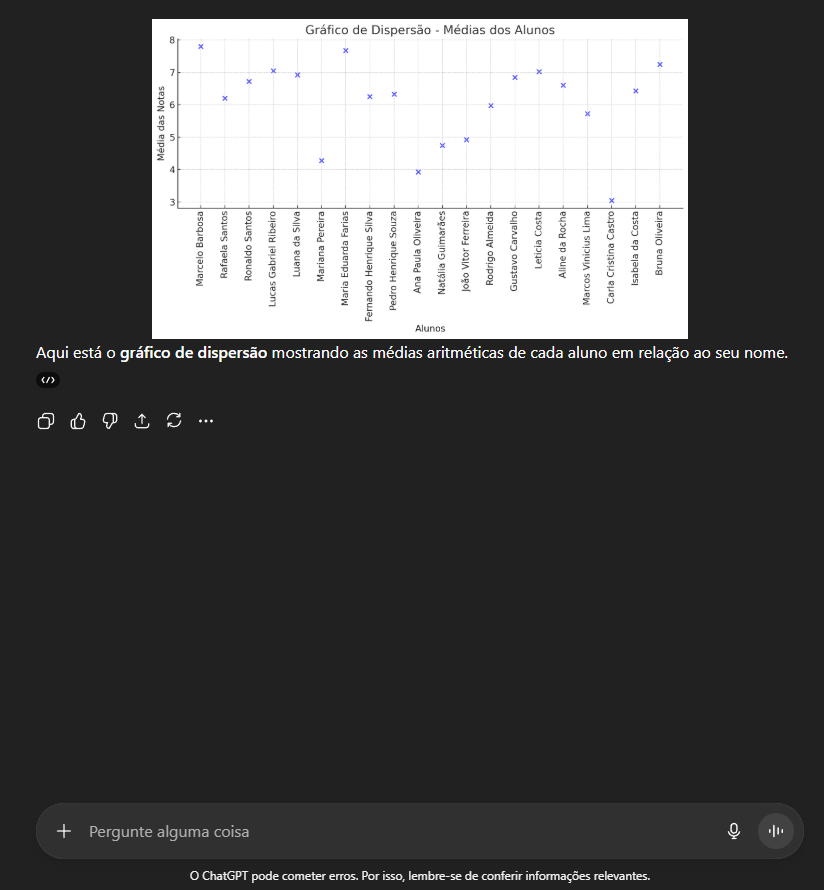 Gráfico de Dispersão - Médias dos Alunos
Média das Notas
8
7
6
5
4
3
Marcelo Barbosa
Rafaela Santos
Ronaldo Santos
Lucas Gabriel Ribeiro
Luana da Silva
Mariana Pereira
Maria Eduarda Farias
Fernando Henrique Silva
Pedro Henrique Souza
Ana Paula Oliveira
Natália Guimarães
João Vitor Ferreira
Rodrigo Almeida
Gustavo Carvalho
Leticia Costa
Aline da Rocha
Marcos Vinicius Lima
Carla Cristina Castro
Isabela da Costa
Bruna Oliveira
Alunos
Aqui está o gráfico de dispersão mostrando as médias aritméticas de cada aluno em relação ao seu nome.
Pergunte alguma coisa
O ChatGPT pode cometer erros. Por isso, lembre-se de conferir informações relevantes.